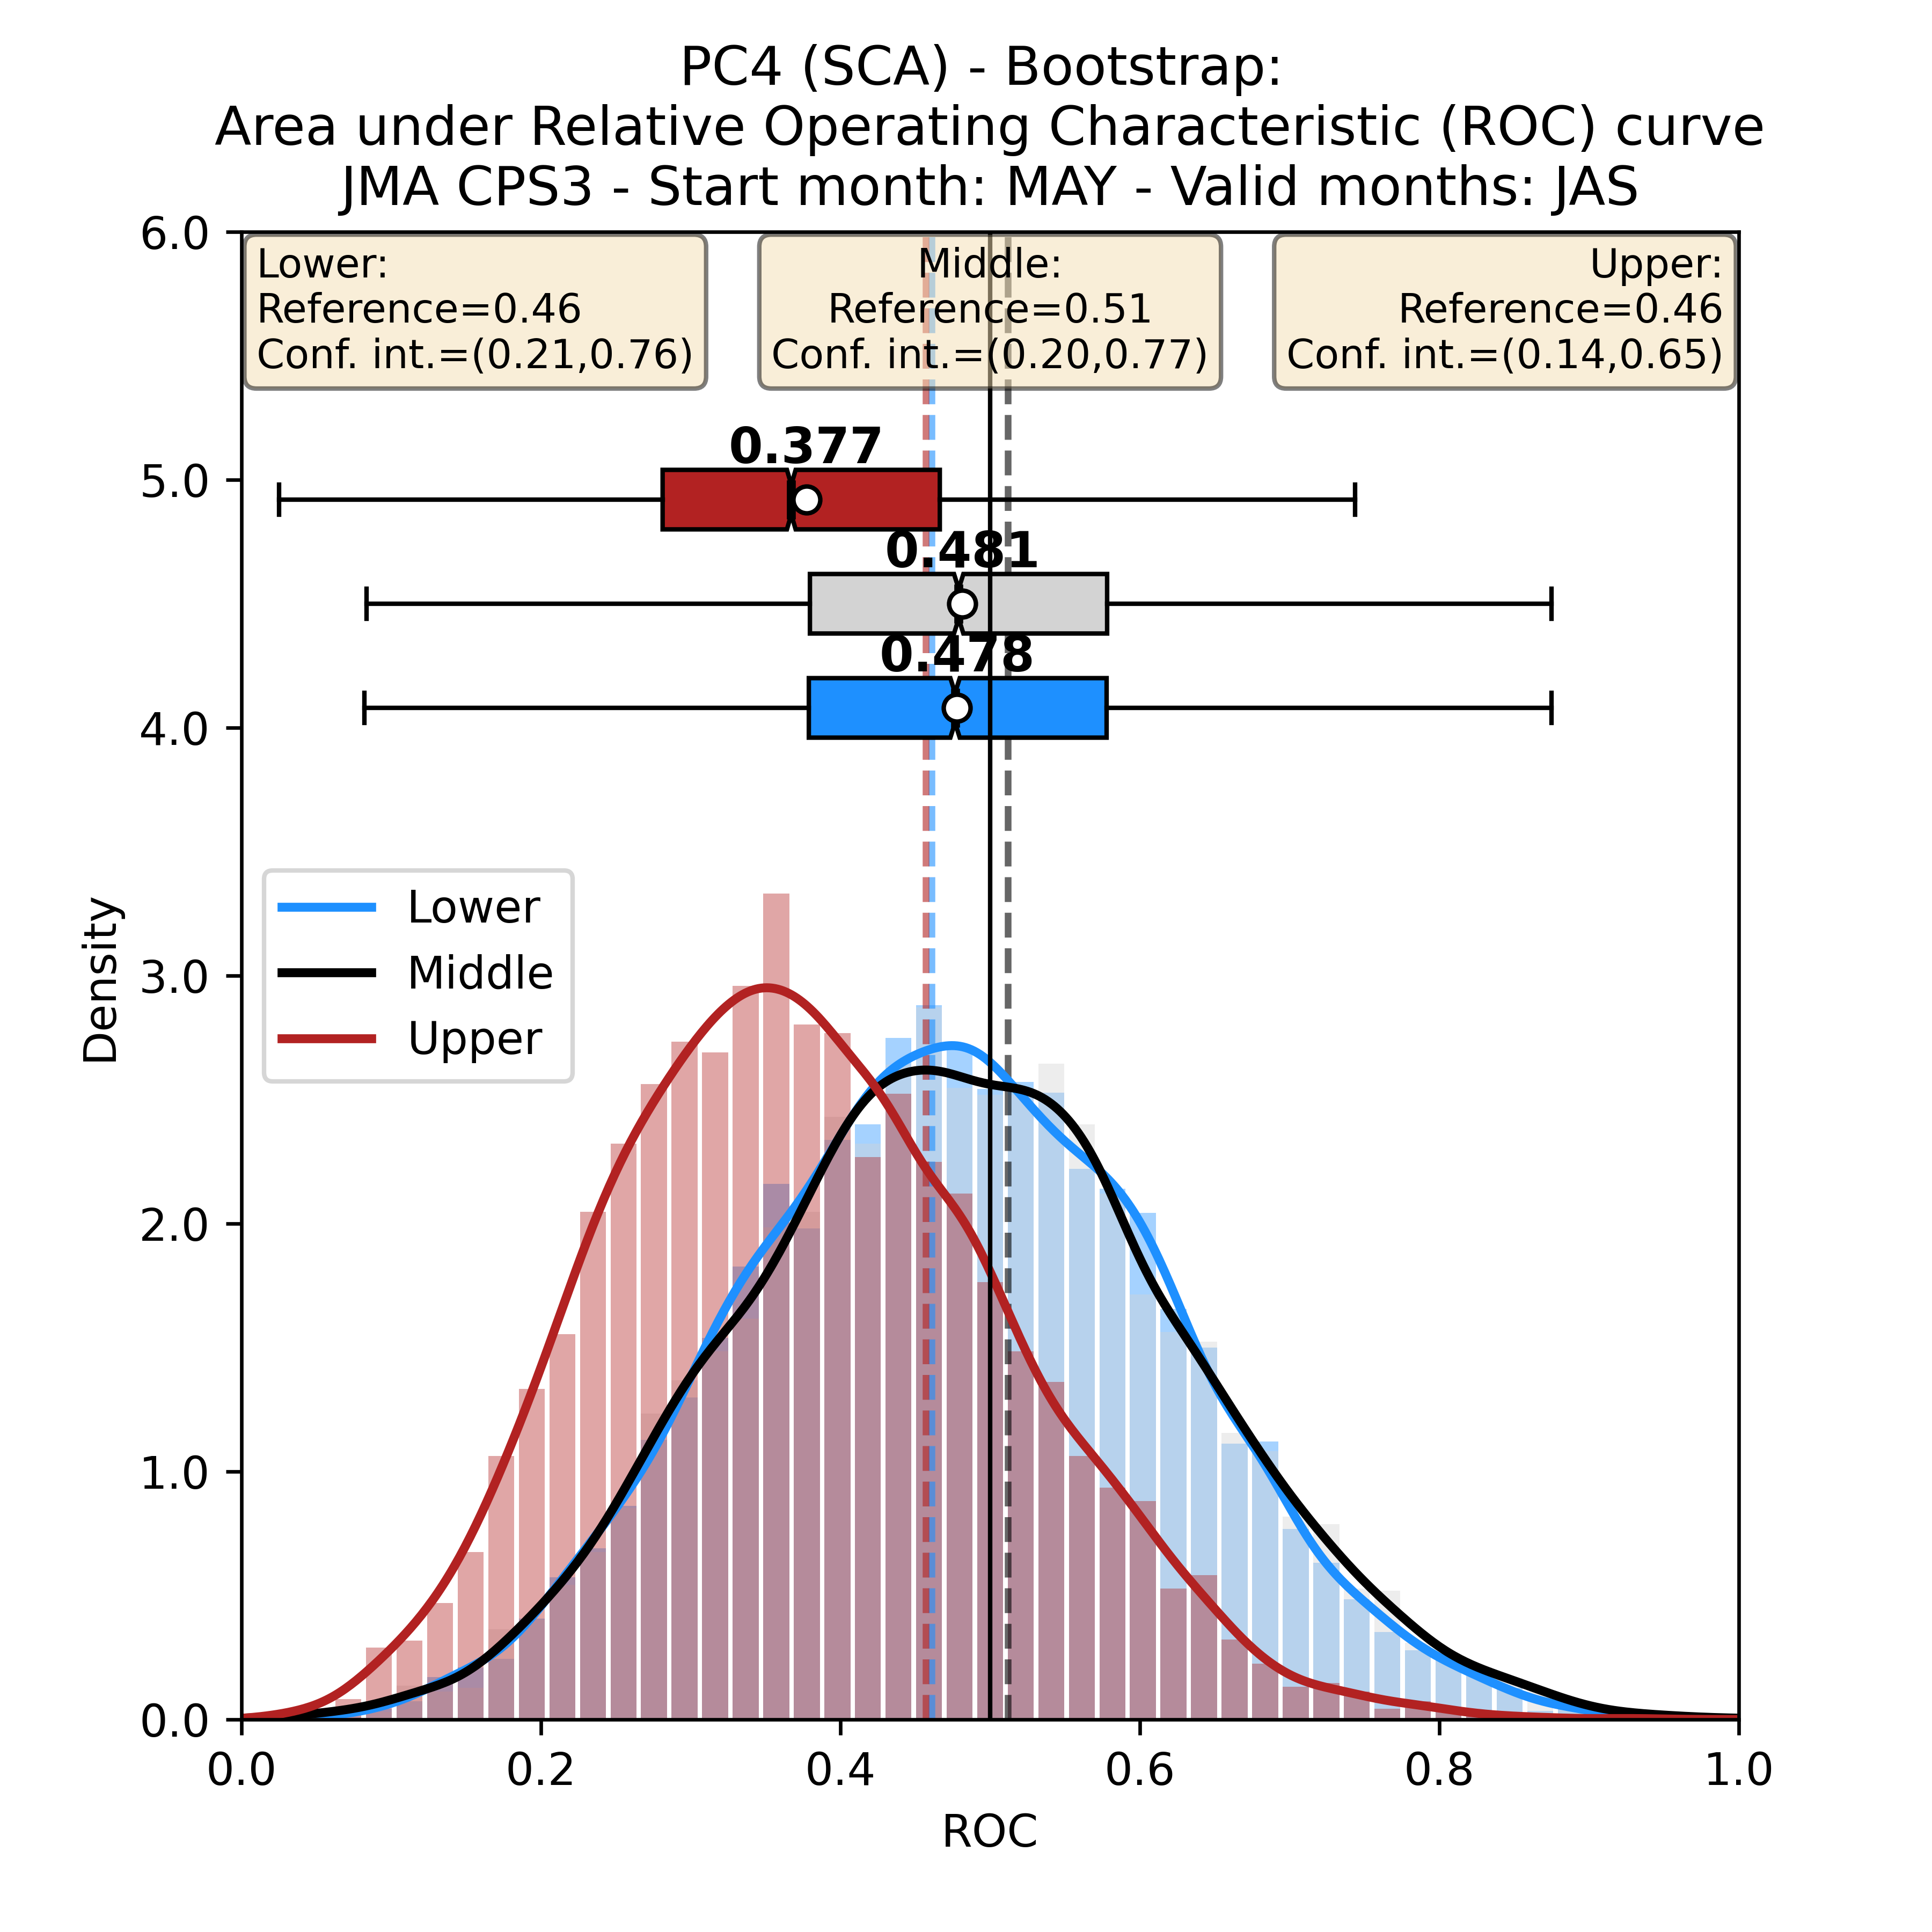 PC4 (SCA) - Bootstrap:
Area under Relative Operating Characteristic (ROC) curve
JMA CPS3 - Start month: MAY - Valid months: JAS
6.0
Lower:
Reference=0.46
Conf. int.=(0.21,0.76)
Middle:
Reference=0.51
Conf. int.=(0.20,0.77)
Upper:
Reference=0.46
Conf. int.=(0.14,0.65)
0.377
5.0
0.481
0.478
4.0
Lower
Middle
Upper
Density
3.0
2.0
1.0
0.0
0.0 0.2 0.4 0.6 0.8 1.0
ROC